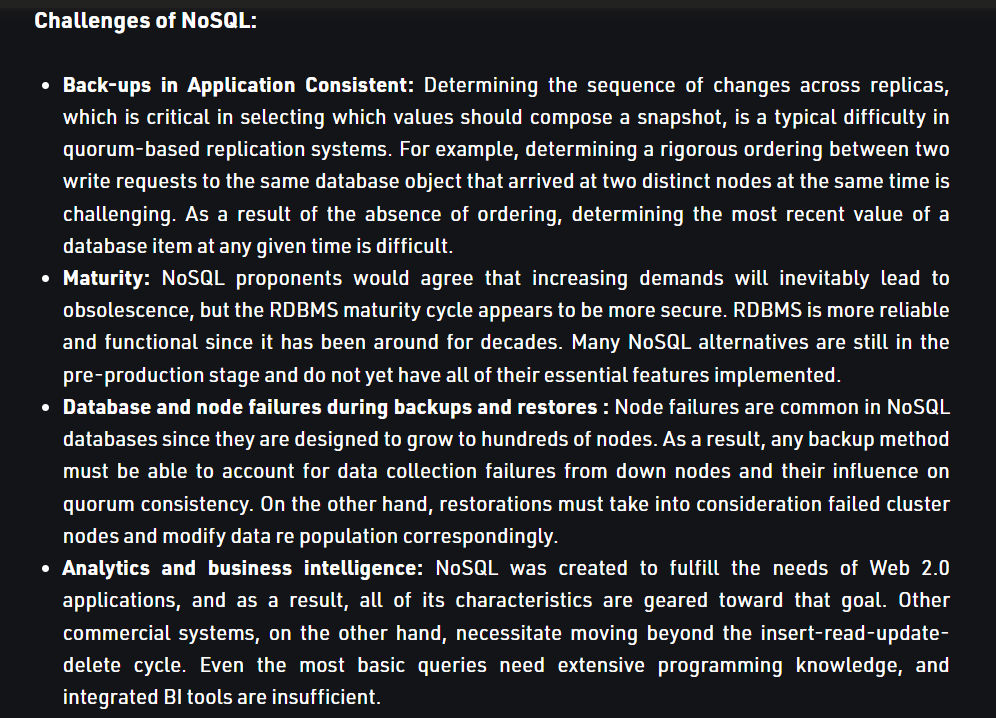 Challenges of NoSQL:
• Back-ups in Application Consistent: Determining the sequence of changes across replicas,
which is critical in selecting which values should compose a snapshot, is a typical difficulty in
quorum-based replication systems. For example, determining a rigorous ordering between two
write requests to the same database object that arrived at two distinct nodes at the same time is
challenging. As a result of the absence of ordering, determining the most recent value of a
database item at any given time is difficult.
• Maturity: NoSQL proponents would agree that increasing demands will inevitably lead to
obsolescence, but the RDBMS maturity cycle appears to be more secure. RDBMS is more reliable
and functional since it has been around for decades. Many NoSQL alternatives are still in the
pre-production stage and do not yet have all of their essential features implemented.
• Database and node failures during backups and restores : Node failures are common in NoSQL
databases since they are designed to grow to hundreds of nodes. As a result, any backup method
must be able to account for data collection failures from down nodes and their influence on
quorum consistency. On the other hand, restorations must take into consideration failed cluster
nodes and modify data re population correspondingly.
• Analytics and business intelligence: NoSQL was created to fulfill the needs of Web 2.0
applications, and as a result, all of its characteristics are geared toward that goal. Other
commercial systems, on the other hand, necessitate moving beyond the insert-read-update-
delete cycle. Even the most basic queries need extensive programming knowledge, and
integrated BI tools are insufficient.